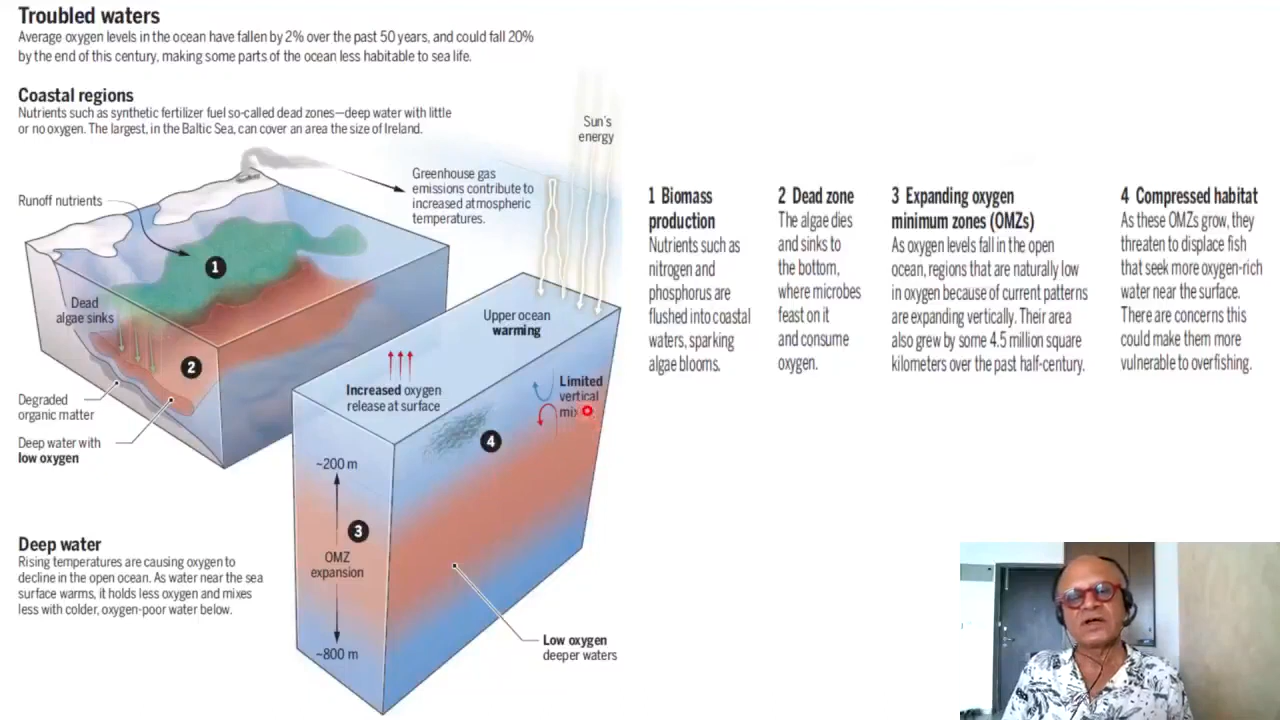 Troubled waters
Average oxygen levels in the ocean have fallen by 2% over the past 50 years, and could fall 20%
by the end of this century, making some parts of the ocean less habitable to sea life.
Coastal regions
Nutrients such as synthetic fertilizer fuel so-called dead zones—deep water with little
or no oxygen. The largest, in the Baltic Sea, can cover an area the size of Ireland.
Sun's
energy
Greenhouse gas
emissions contribute to
increased atmospheric
temperatures.
Runoff nutrients
1
Dead
algae sinks
2
Degraded
organic matter
Deep water with
low oxygen
Upper ocean
warming
Increased oxygen
release at surface
Limited
vertical
4
~200 m
3
OMZ
expansion
~800 m
Low oxygen
deeper waters
Deep water
Rising temperatures are causing oxygen to
decline in the open ocean. As water near the sea
surface warms, it holds less oxygen and mixes
less with colder, oxygen-poor water below.
1 Biomass
production
Nutrients such as
nitrogen and
phosphorus are
flushed into coastal
waters, sparking
algae blooms.
2 Dead zone
The algae dies
and sinks to
the bottom,
where microbes
feast on it
and consume
oxygen.
3 Expanding oxygen
minimum zones (OMZs)
As oxygen levels fall in the open
ocean, regions that are naturally low
in oxygen because of current patterns
are expanding vertically. Their area
also grew by some 4.5 million square
kilometers over the past half-century.
4 Compressed habitat
As these OMZs grow, they
threaten to displace fish
that seek more oxygen-rich
water near the surface.
There are concerns this
could make them more
vulnerable to overfishing.